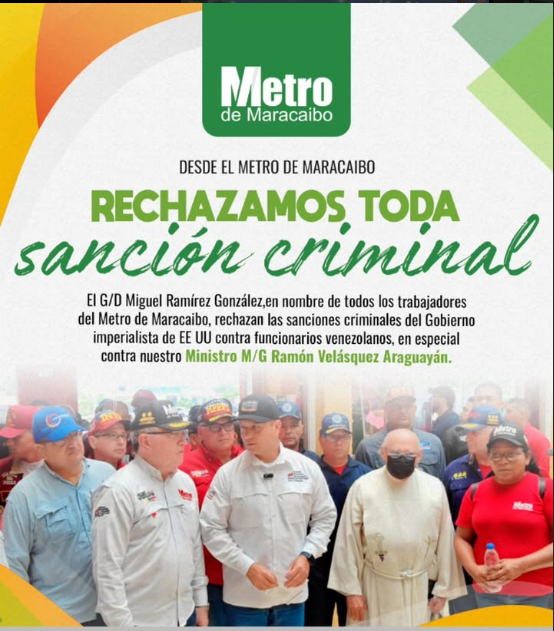 Metro
de Maracaibo
DESDE EL METRO DE MARACAIBO
RECHAZAMOS TODA
sanción criminal
El G/D Miguel Ramírez González,en nombre de todos los trabajadores
del Metro de Maracaibo, rechazan las sanciones criminales del Gobierno
imperialista de EE UU contra funcionarios venezolanos, en especial
contra nuestro Ministro M/G Ramón Velásquez Araguayán.
Metro
Metro